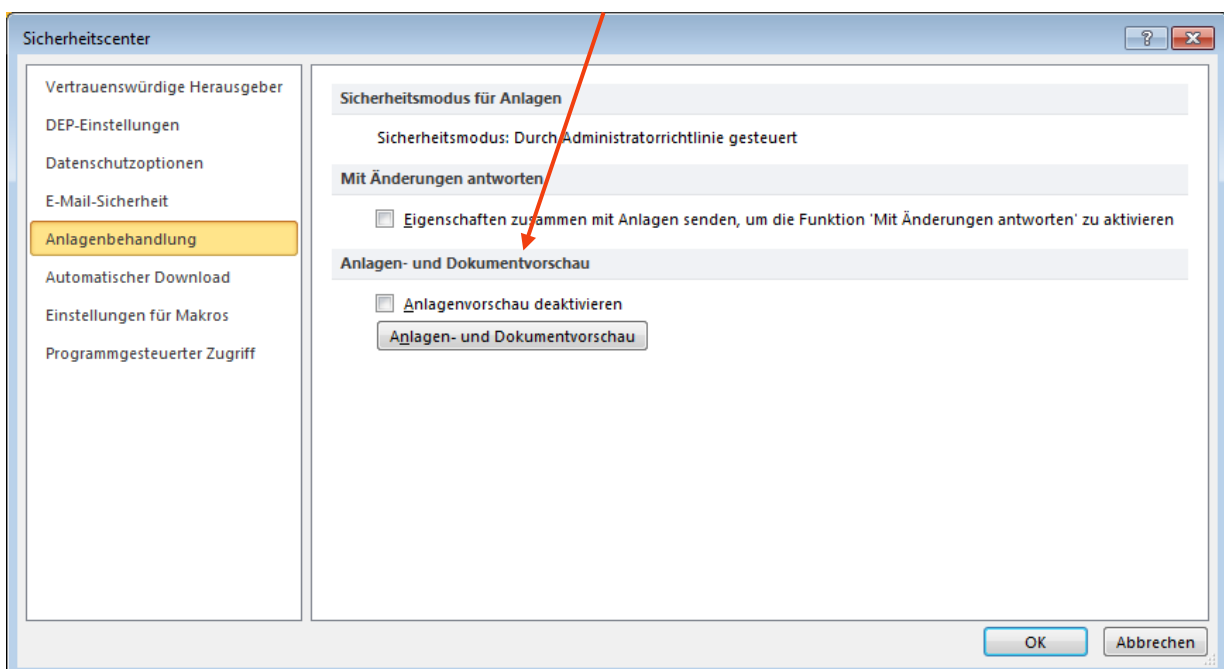 Sicherheitscenter
Vertrauenswürdige Herausgeber
DEP-Einstellungen
Datenschutzoptionen
E-Mail-Sicherheit
Anlagenbehandlung
Automatischer Download
Einstellungen für Makros
Programmgesteuerter Zugriff
Sicherheitsmodus für Anlagen
Sicherheitsmodus: Durch Administratorrichtlinie gesteuert
Mit Änderungen antworten
Eigenschaften zusammen mit Anlagen senden, um die Funktion 'Mit Änderungen antworten' zu aktivieren
Anlagen- und Dokumentvorschau
Anlagenvorschau deaktivieren
Anlagen- und Dokumentvorschau
OK
Abbrechen